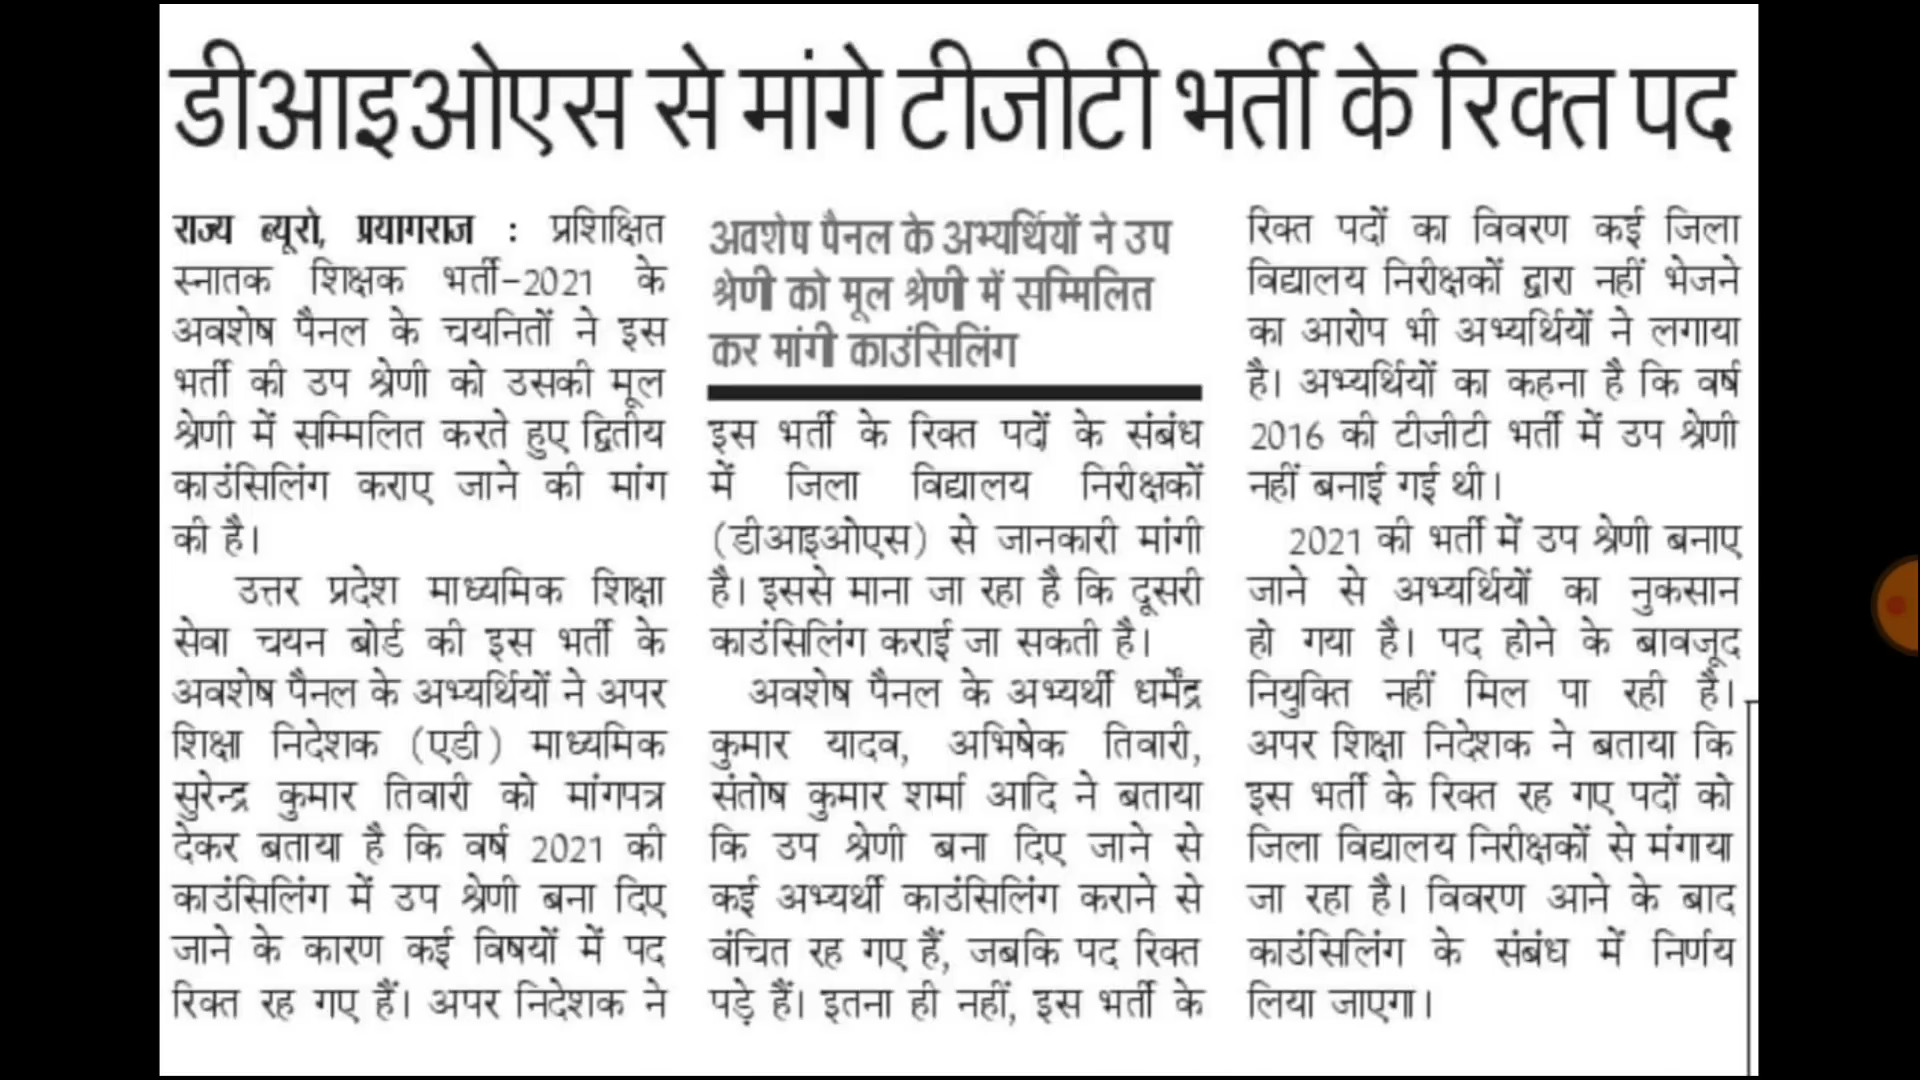 डीआइओएस से मांगे टीजीटी भर्ती के रिक्त पद
राज्य ब्यूरो, प्रयागराज : प्रशिक्षित
स्नातक शिक्षक भर्ती-2021 के
अवशेष पैनल के चयनितों ने इस
भर्ती की उप श्रेणी को उसकी मूल
श्रेणी में सम्मिलित करते हुए द्वितीय
काउंसिलिंग कराए जाने की मांग
की है।
उत्तर प्रदेश माध्यमिक शिक्षा
सेवा चयन बोर्ड की इस भर्ती के
अवशेष पैनल के अभ्यर्थियों ने अपर
शिक्षा निदेशक (एडी) माध्यमिक
सुरेन्द्र कुमार तिवारी को मांगपत्र
देकर बताया है कि वर्ष 2021 की
काउंसिलिंग में उप श्रेणी बना दिए
जाने के कारण कई विषयों में पद
रिक्त रह गए हैं। अपर निदेशक ने
अवशेष पैनल के अभ्यर्थियों ने उप
श्रेणी को मूल श्रेणी में सम्मिलित
कर मांगी काउंसिलिंग
इस भर्ती के रिक्त पदों के संबंध
में जिला विद्यालय निरीक्षकों
(डीआइओएस) से जानकारी मांगी
है। इससे माना जा रहा है कि दूसरी
काउंसिलिंग कराई जा सकती है।
अवशेष पैनल के अभ्यर्थी धर्मेंद्र
कुमार यादव, अभिषेक तिवारी,
संतोष कुमार शर्मा आदि ने बताया
कि उप श्रेणी बना दिए जाने से
कई अभ्यर्थी काउंसिलिंग कराने से
वंचित रह गए हैं, जबकि पद रिक्त
पड़े हैं। इतना ही नहीं, इस भर्ती के
रिक्त पदों का विवरण कई जिला
विद्यालय निरीक्षकों द्वारा नहीं भेजने
का आरोप भी अभ्यर्थियों ने लगाया
है। अभ्यर्थियों का कहना है कि वर्ष
2016 की टीजीटी भर्ती में उप श्रेणी
नहीं बनाई गई थी।
2021 की भर्ती में उप श्रेणी बनाए
जाने से अभ्यर्थियों का नुकसान
हो गया है। पद होने के बावजूद
नियुक्ति नहीं मिल पा रही है।
अपर शिक्षा निदेशक ने बताया कि
इस भर्ती के रिक्त रह गए पदों को
जिला विद्यालय निरीक्षकों से मंगाया
जा रहा है। विवरण आने के बाद
काउंसिलिंग के संबंध में निर्णय
लिया जाएगा।